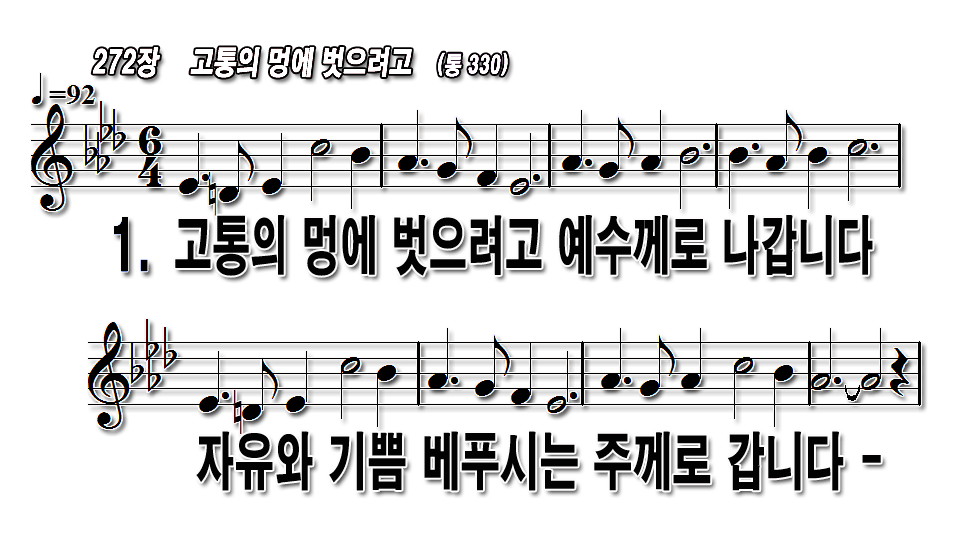 272장 고통의 멍에 벗으려고 (통 330)
♩=92
6
4
1. 고통의 멍에 벗으려고 예수께로 나갑니다
자유와 기쁨 베푸시는 주께로 갑니다 -